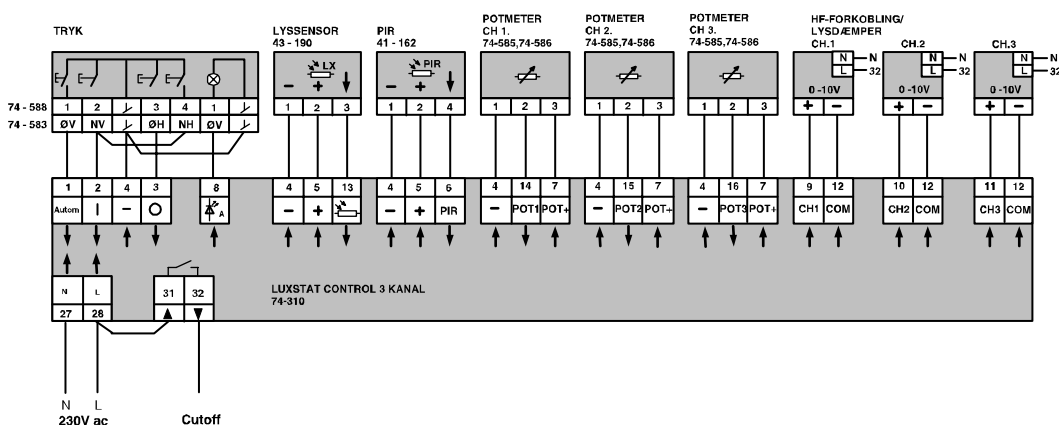 TRYK
LYSSENSOR
43 - 190
PIR
41 - 162
POTMETER
CH 1.
74-585,74-586
POTMETER
CH 2.
74-585,74-586
POTMETER
CH 3.
74-585,74-586
HF-FORKOBLING/
LYSDÆMPER
CH.1
CH.2
CH.3
N N
L 32
N N
L 32
N N
L 32
LX
PIR
0 -10V
0 -10V
0 -10V
− +
− +
+ −
+ −
+ −
74 - 588
1 2 3 4 1
1 2 3
1 2 4
1 2 3
1 2 3
1 2 3
74 - 583
ØV NV ØH NH ØV
1 2 4 3 8
4 5 13
4 5 6
4 14 7
4 15 7
4 16 7
9 12
10 12
11 12
Autom I − O A
− +
− + PIR
− POT1 POT+
− POT2 POT+
− POT3 POT+
CH1 COM
CH2 COM
CH3 COM
N L
31 32
27 28
LUXSTAT CONTROL 3 KANAL
74-310
N L
230V ac
Cutoff